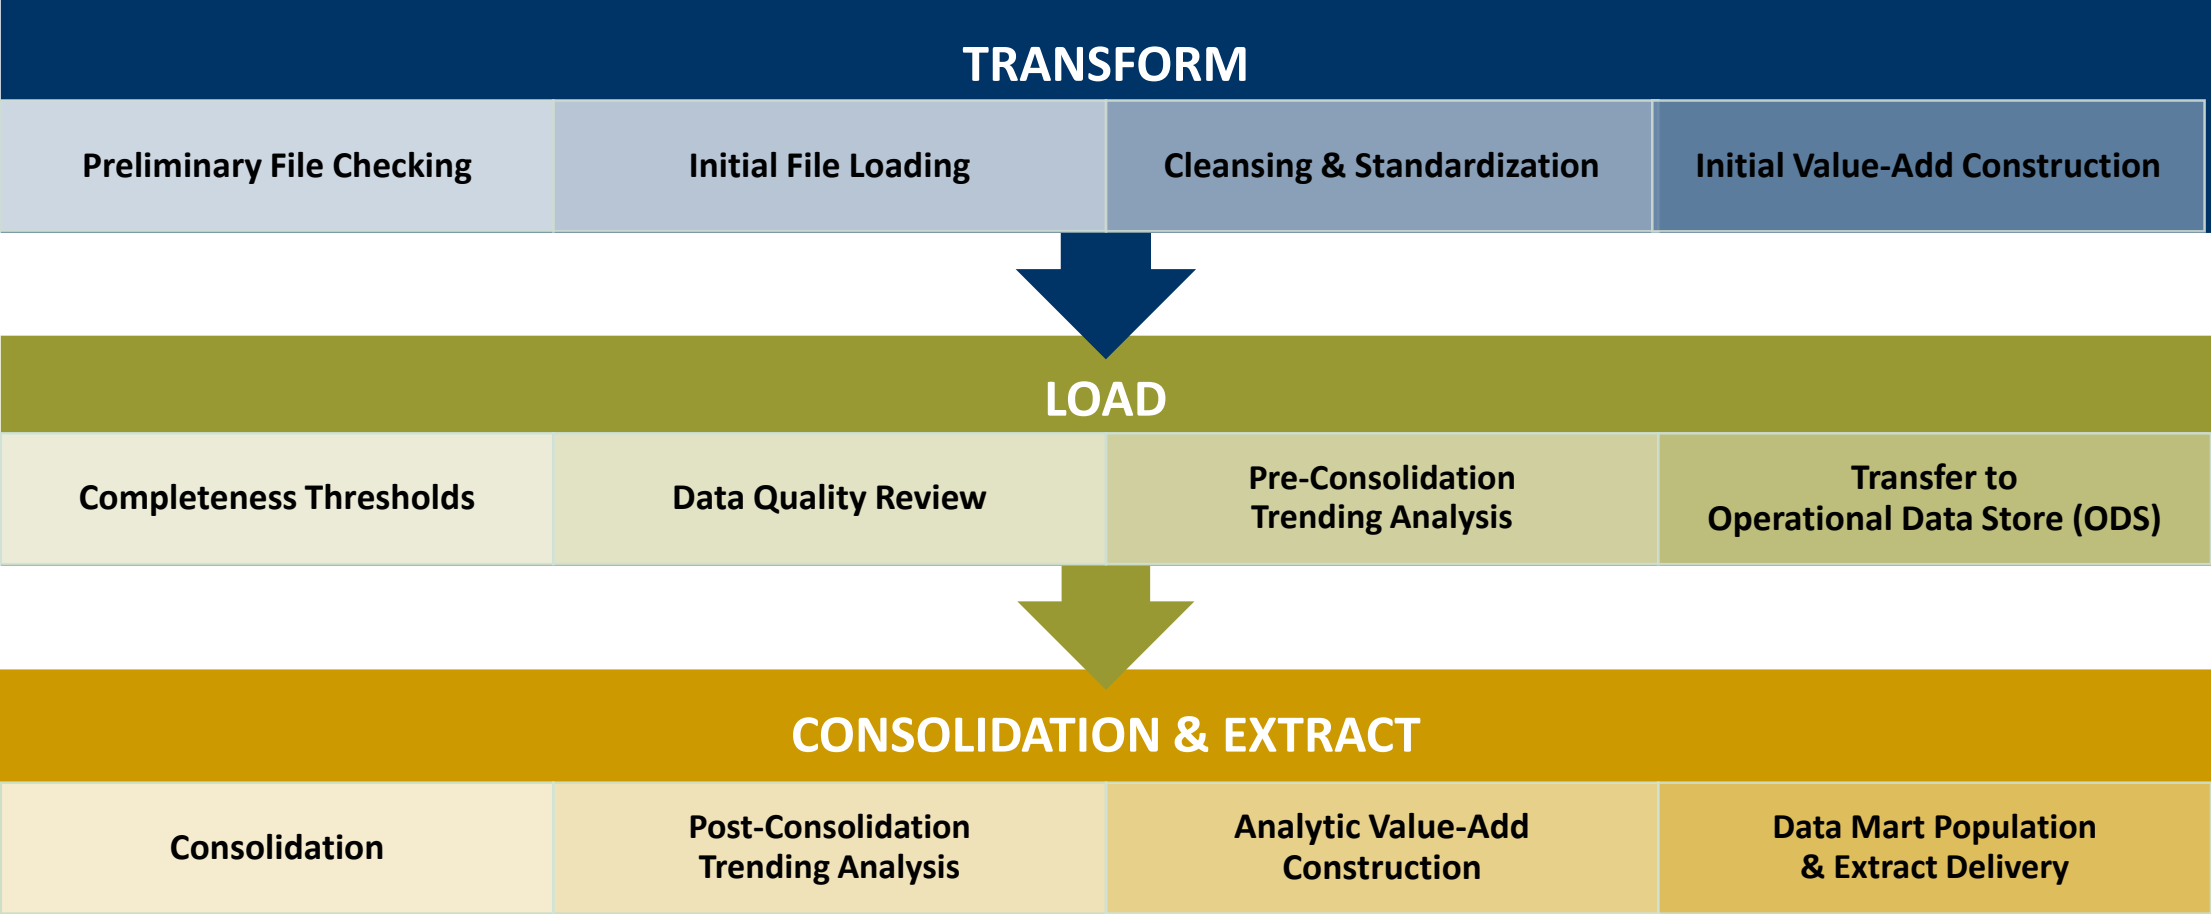 TRANSFORM
Preliminary File Checking
Initial File Loading
Cleansing & Standardization
Initial Value-Add Construction
LOAD
Completeness Thresholds
Data Quality Review
Pre-Consolidation
Trending Analysis
Transfer to
Operational Data Store (ODS)
CONSOLIDATION & EXTRACT
Consolidation
Post-Consolidation
Trending Analysis
Analytic Value-Add
Construction
Data Mart Population
& Extract Delivery